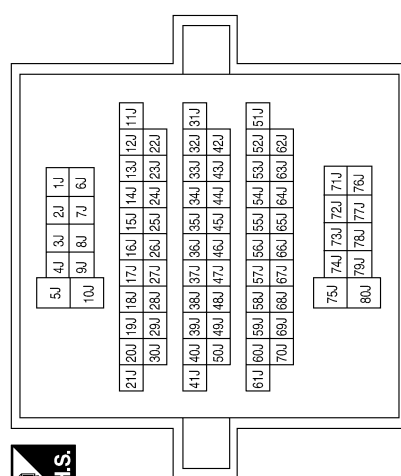 5J 4J 3J 2J 1J
10J 9J 8J 7J 6J
21J 20J 19J 18J 17J 16J 15J 14J 13J 12J 11J
30J 29J 28J 27J 26J 25J 24J 23J 22J
41J 40J 39J 38J 37J 36J 35J 34J 33J 32J 31J
50J 49J 48J 47J 46J 45J 44J 43J 42J
61J 60J 59J 58J 57J 56J 55J 54J 53J 52J 51J
70J 69J 68J 67J 66J 65J 64J 63J 62J
75J 74J 73J 72J 71J
80J 79J 78J 77J 76J
H.S.